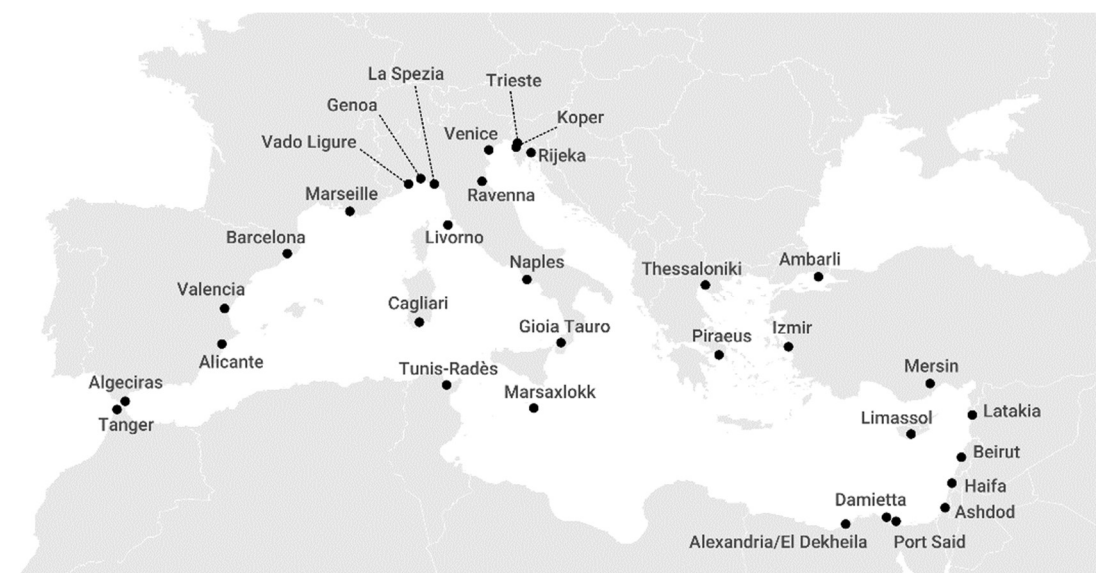 La Spezia
Trieste
Genoa
Koper
Vado Ligure
Venice
Rijeka
Marseille
Ravenna
Barcelona
Livorno
Naples
Thessaloniki
Ambarli
Valencia
Cagliari
Gioia Tauro
Piraeus
Izmir
Alicante
Tunis-Radès
Mersin
Algeciras
Marsaxlokk
Limassol
Latakia
Tanger
Beirut
Haifa
Damietta
Ashdod
Alexandria/El Dekheila
Port Said